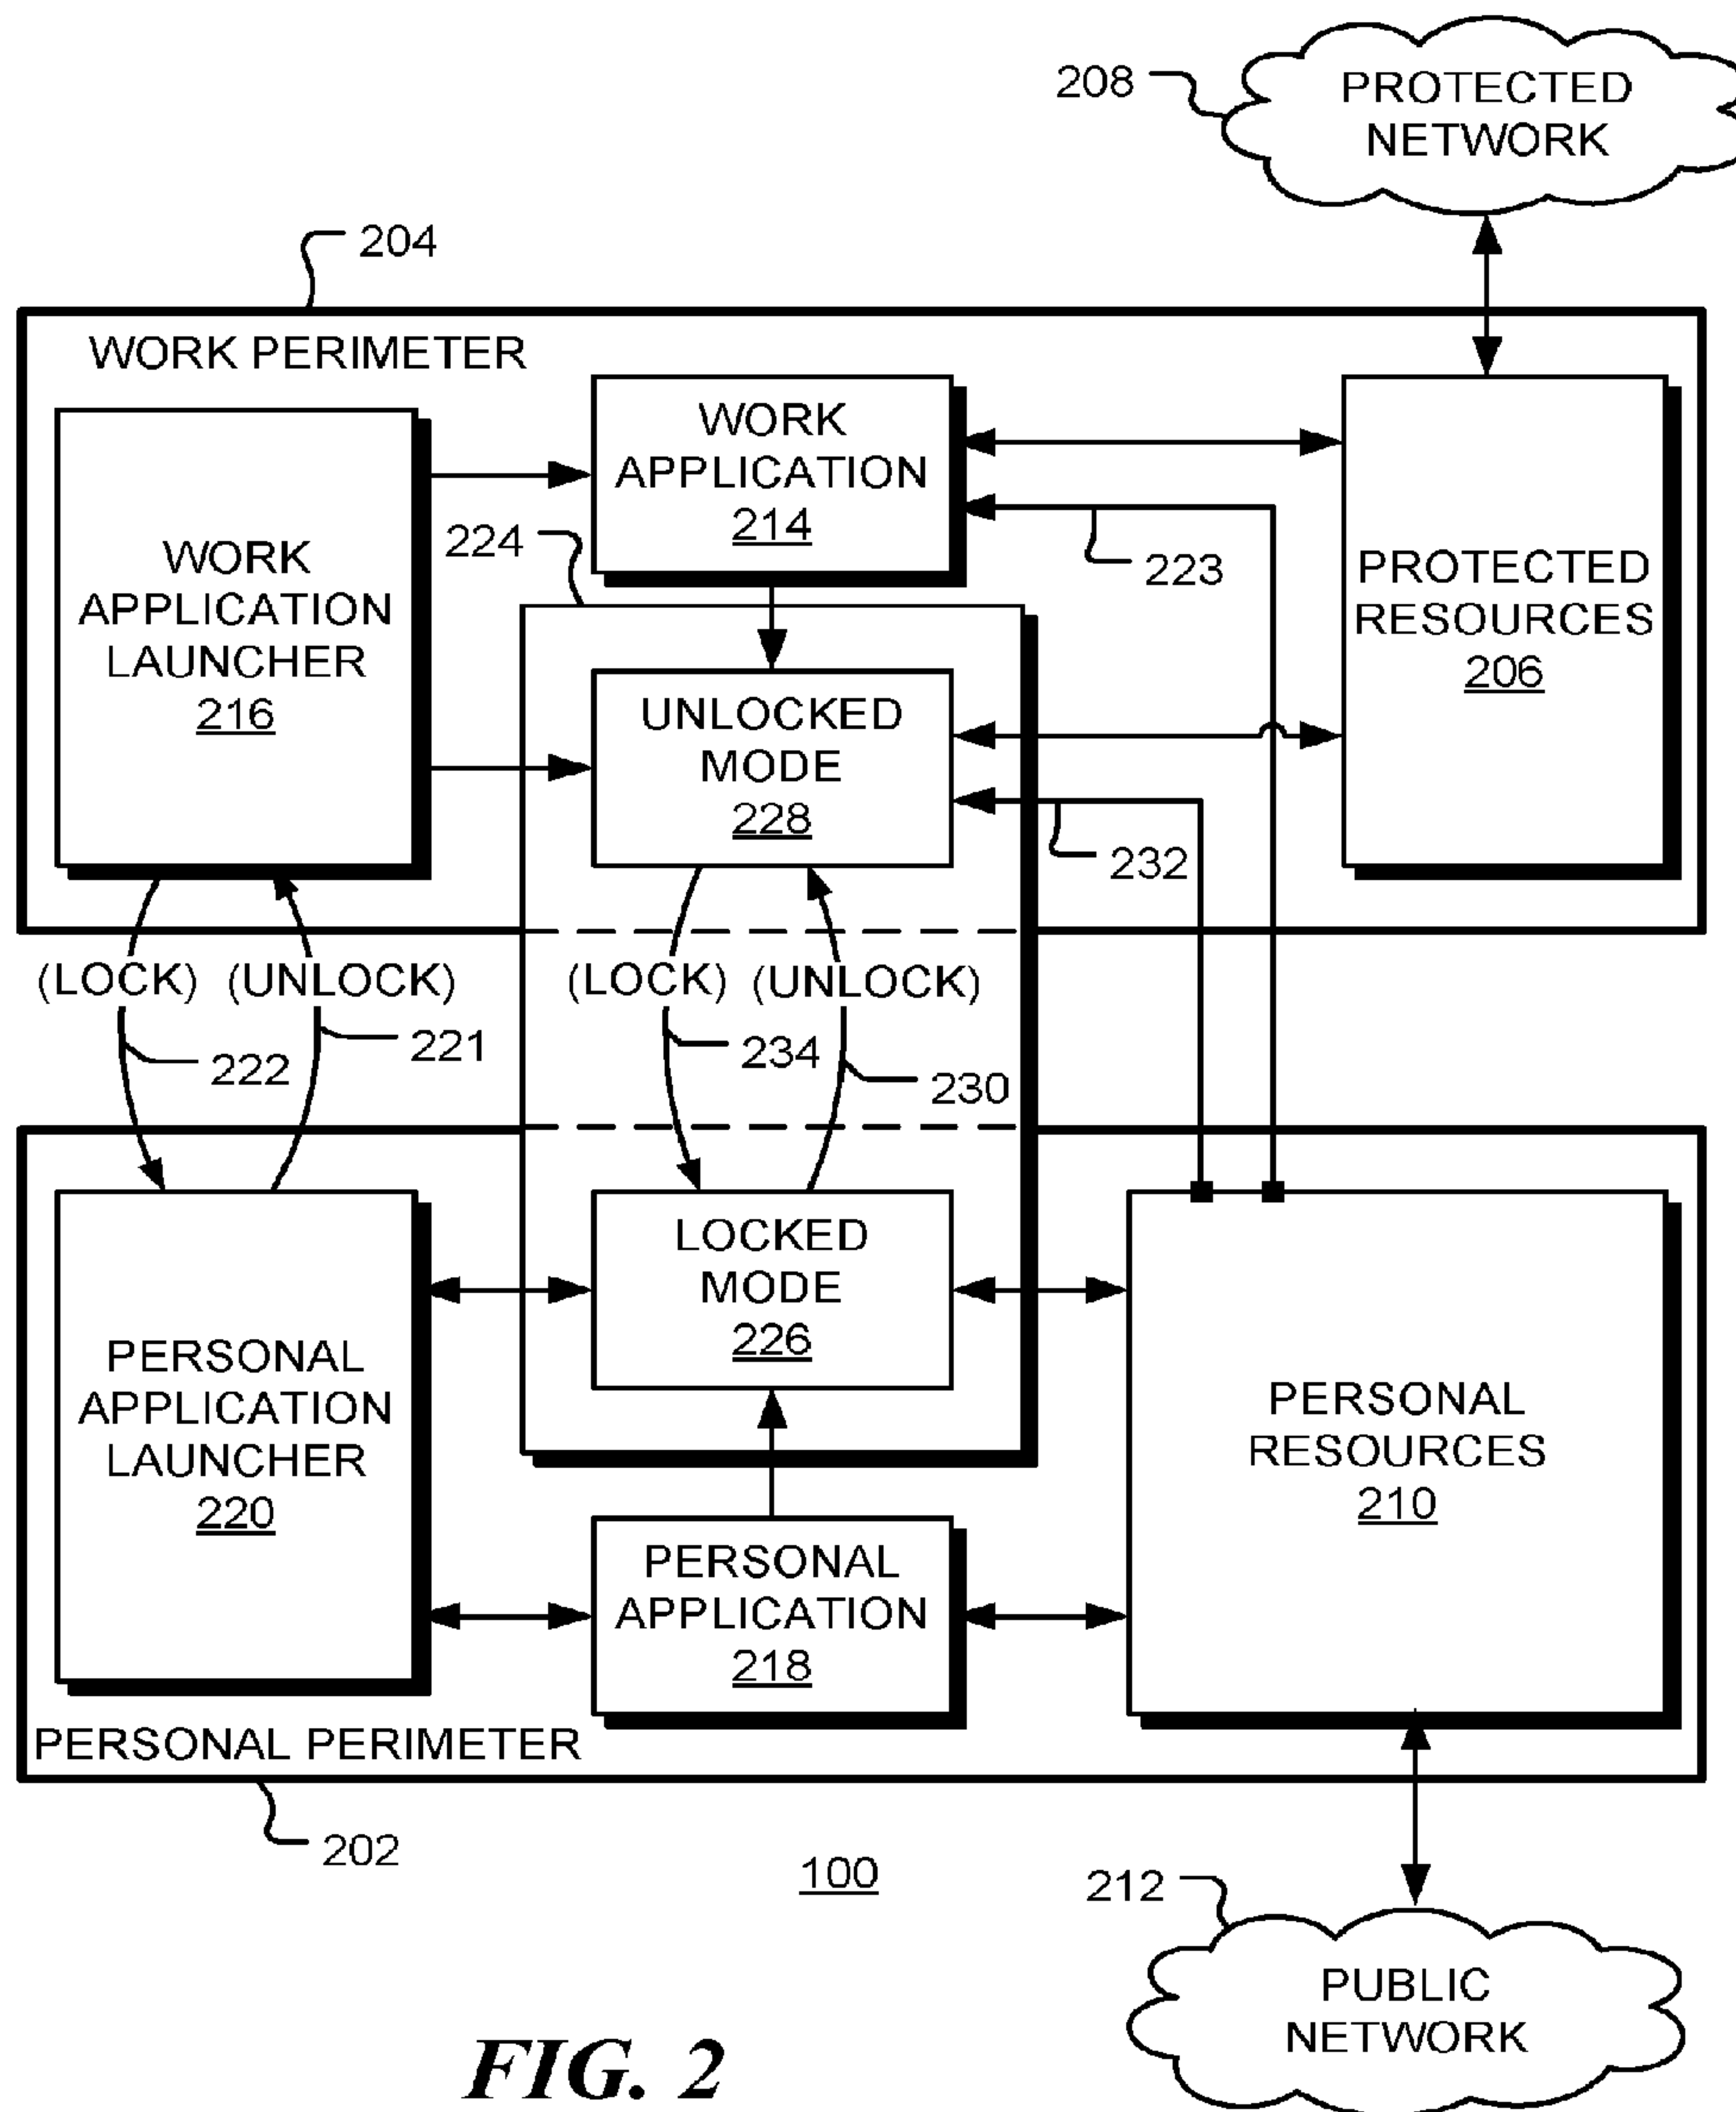 208
PROTECTED
NETWORK
204
WORK PERIMETER
WORK
APPLICATION
214
224
223
WORK
APPLICATION
LAUNCHER
216
PROTECTED
RESOURCES
206
UNLOCKED
MODE
228
232
(LOCK)
(UNLOCK)
(LOCK)
(UNLOCK)
222
221
234
230
LOCKED
MODE
226
PERSONAL
APPLICATION
LAUNCHER
220
PERSONAL
RESOURCES
210
PERSONAL
APPLICATION
218
PERSONAL PERIMETER
202
100
212
PUBLIC
NETWORK
FIG. 2